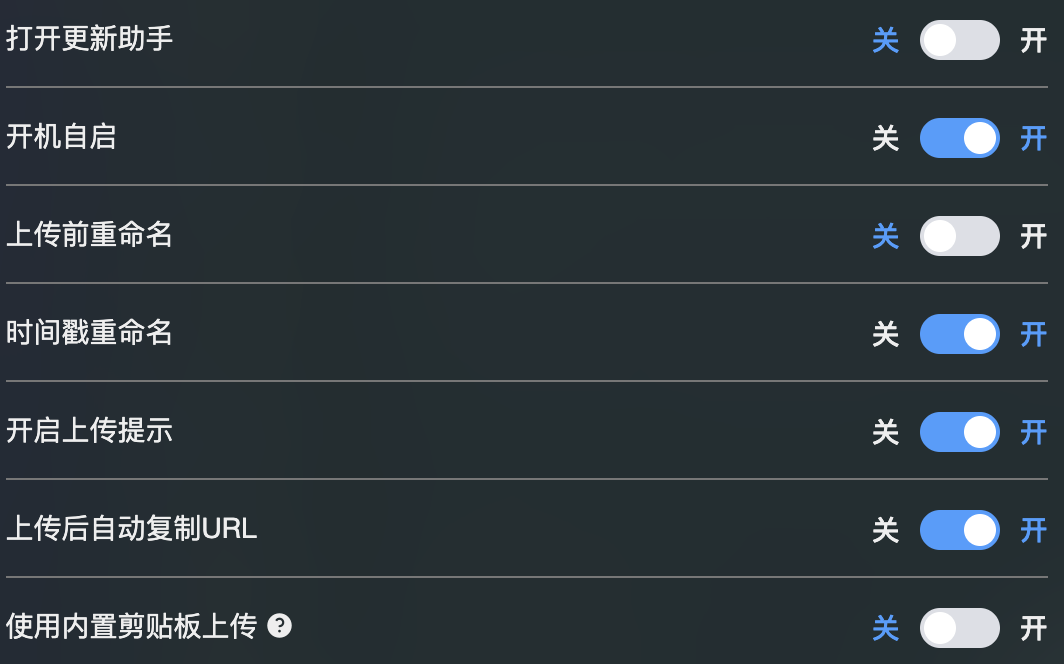 打开更新助手 关 开
开机自启 关 开
上传前重命名 关 开
时间戳重命名 关 开
开启上传提示 关 开
上传后自动复制URL 关 开
使用内置剪贴板上传 ? 关 开